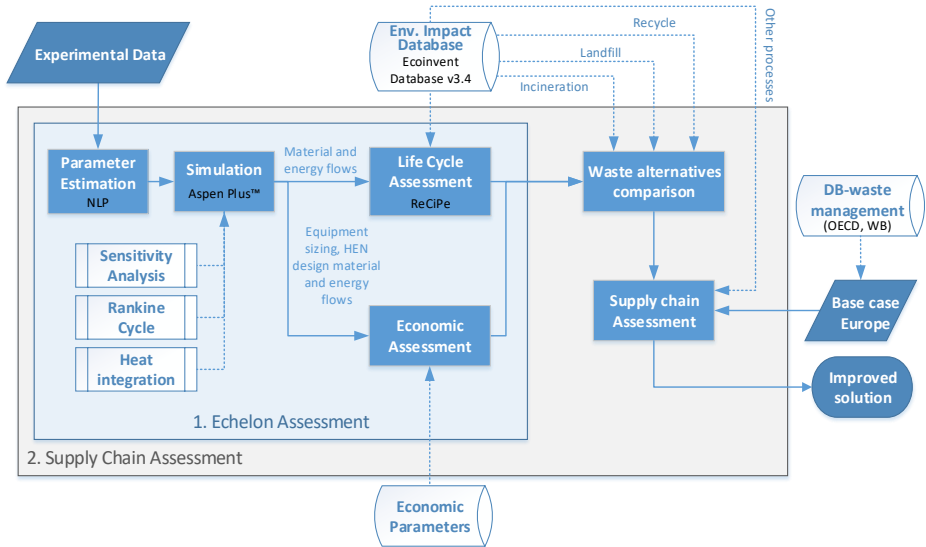 Experimental Data
Env. Impact
Database
Ecoinvent
Database v3.4
Recycle
Landfill
Incineration
Other processes
Parameter
Estimation
NLP
Simulation
Aspen Plus™
Material and
energy flows
Life Cycle
Assessment
ReCiPe
Waste alternatives
comparison
DB-waste
management
(OECD, WB)
Equipment
sizing, HEN
design material
and energy
flows
Sensitivity
Analysis
Rankine
Cycle
Heat
integration
Economic
Assessment
Supply chain
Assessment
Base case
Europe
Improved
solution
1. Echelon Assessment
2. Supply Chain Assessment
Economic
Parameters